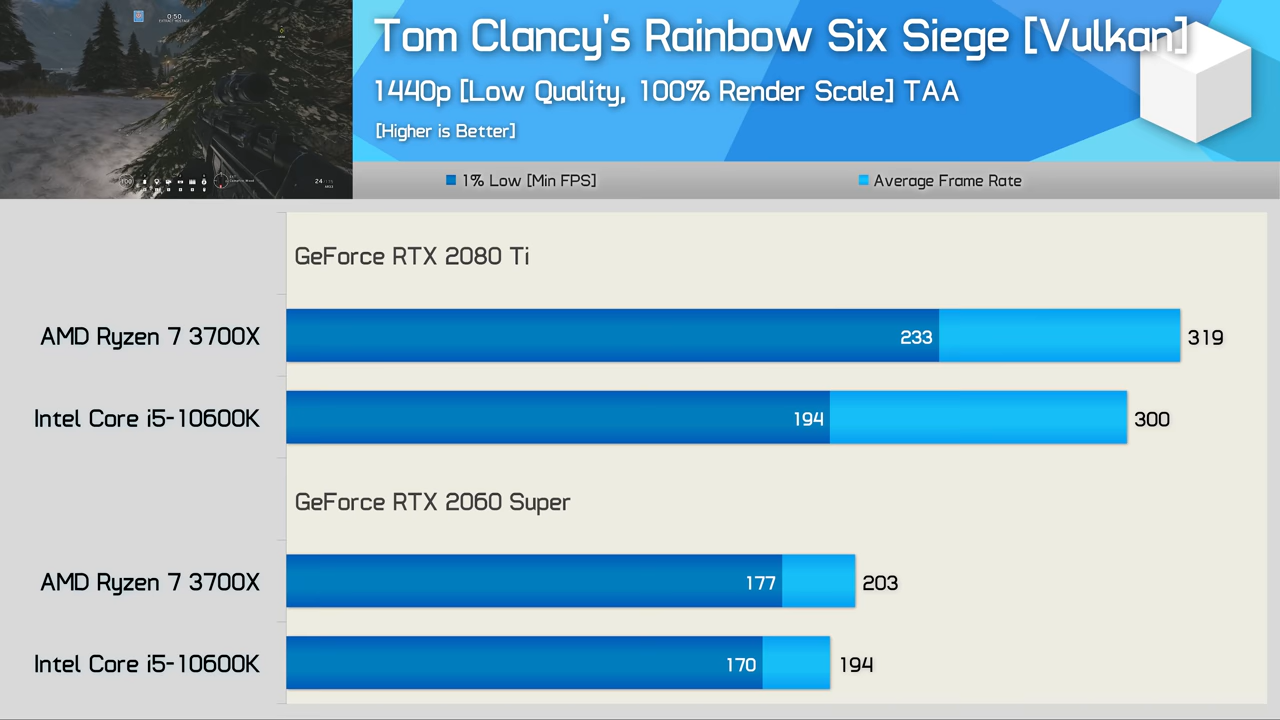 0:50
Tom Clancy's Rainbow Six Siege [Vulkan]
1440p [Low Quality, 100% Render Scale] TAA
[Higher is Better]
1% Low [Min FPS]
Average Frame Rate
GeForce RTX 2080 Ti
AMD Ryzen 7 3700X
233
319
Intel Core i5-10600K
194
300
GeForce RTX 2060 Super
AMD Ryzen 7 3700X
177
203
Intel Core i5-10600K
170
194